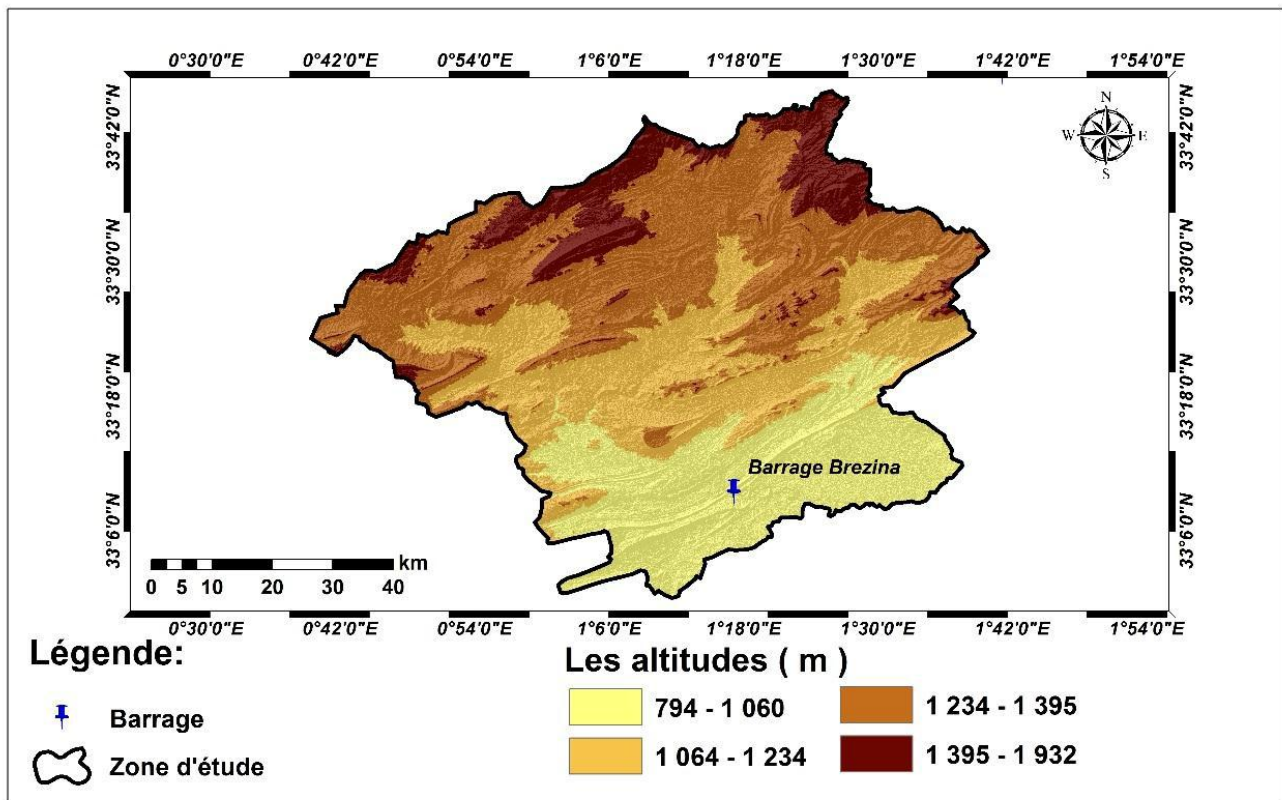 0°30'0"E 0°42'0"E 0°54'0"E 1°6'0"E 1°18'0"E 1°30'0"E 1°42'0"E 1°54'0"E
33°42'0"N
33°42'0"N
N
W E
S
33°30'0"N
33°30'0"N
33°18'0"N
33°18'0"N
Barrage Brezina
33°6'0"N
33°6'0"N
km
0 5 10 20 30 40
0°30'0"E 0°42'0"E 0°54'0"E 1°6'0"E 1°18'0"E 1°30'0"E 1°42'0"E 1°54'0"E
Légende:
Barrage
Zone d'étude
Les altitudes ( m )
794 - 1 060
1 064 - 1 234
1 234 - 1 395
1 395 - 1 932